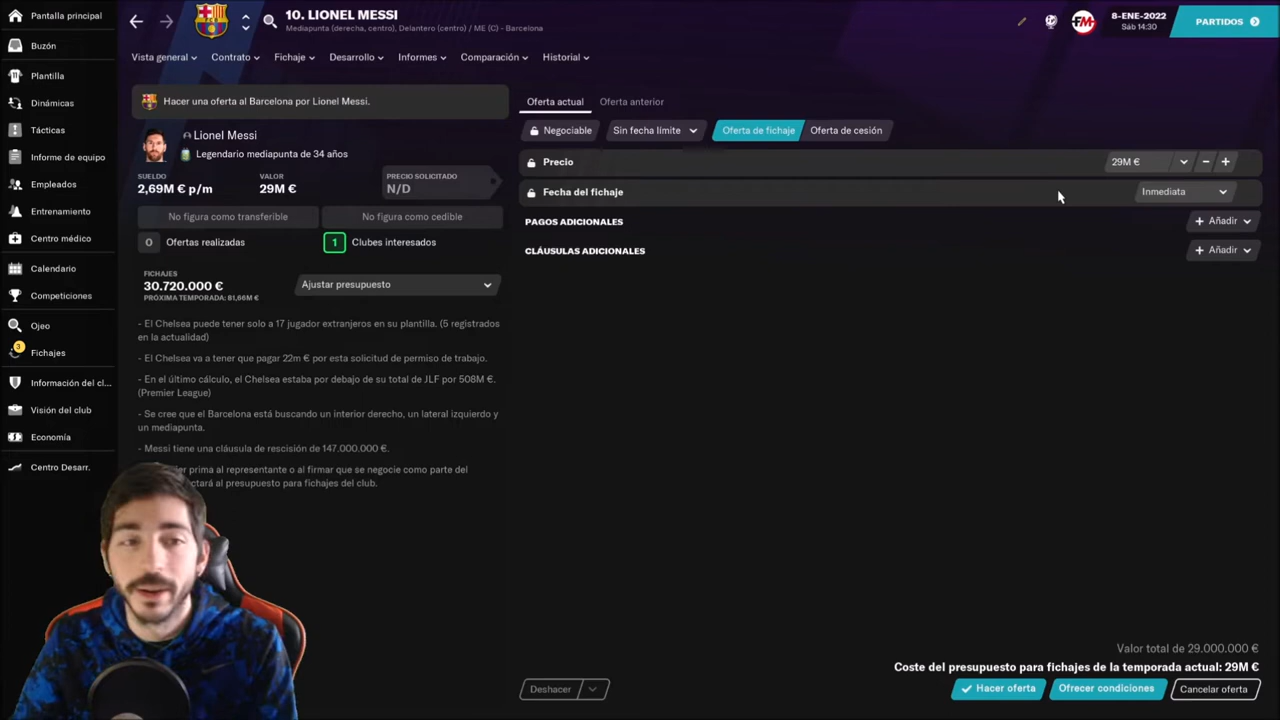 Pantalla principal
Buzón
Plantilla
Dinámicas
Tácticas
Informe de equipo
Empleados
Entrenamiento
Centro médico
Calendario
Competiciones
Ojeo
3
Fichajes
Información del cl...
Visión del club
Economía
Centro Desarr.
10. LIONEL MESSI
Mediapunta (derecha, centro), Delantero (centro) / ME (C) - Barcelona
FM
8-ENE-2022
Sáb 14:30
PARTIDOS
Vista general
Contrato
Fichaje
Desarrollo
Informes
Comparación
Historial
Hacer una oferta al Barcelona por Lionel Messi.
Lionel Messi
Legendario mediapunta de 34 años
SUELDO
2,69M € p/m
VALOR
29M €
PRECIO SOLICITADO
N/D
No figura como transferible
No figura como cedible
0 Ofertas realizadas
1 Clubes interesados
FICHAJES
30.720.000 €
PRÓXIMA TEMPORADA: 81,66M €
Ajustar presupuesto
- El Chelsea puede tener solo a 17 jugador extranjeros en su plantilla. (5 registrados
en la actualidad)
- El Chelsea va a tener que pagar 22m € por esta solicitud de permiso de trabajo.
- En el último cálculo, el Chelsea estaba por debajo de su total de JLF por 508M €.
(Premier League)
- Se cree que el Barcelona está buscando un interior derecho, un lateral izquierdo y
un mediapunta.
- Messi tiene una cláusula de rescisión de 147.000.000 €.
prima al representante o al firmar que se negocie como parte del
al presupuesto para fichajes del club.
Oferta actual
Oferta anterior
Negociable
Sin fecha límite
Oferta de fichaje
Oferta de cesión
Precio
29M €
Fecha del fichaje
Inmediata
PAGOS ADICIONALES
+ Añadir
CLÁUSULAS ADICIONALES
+ Añadir
Valor total de 29.000.000 €
Coste del presupuesto para fichajes de la temporada actual: 29M €
Deshacer
Hacer oferta
Ofrecer condiciones
Cancelar oferta